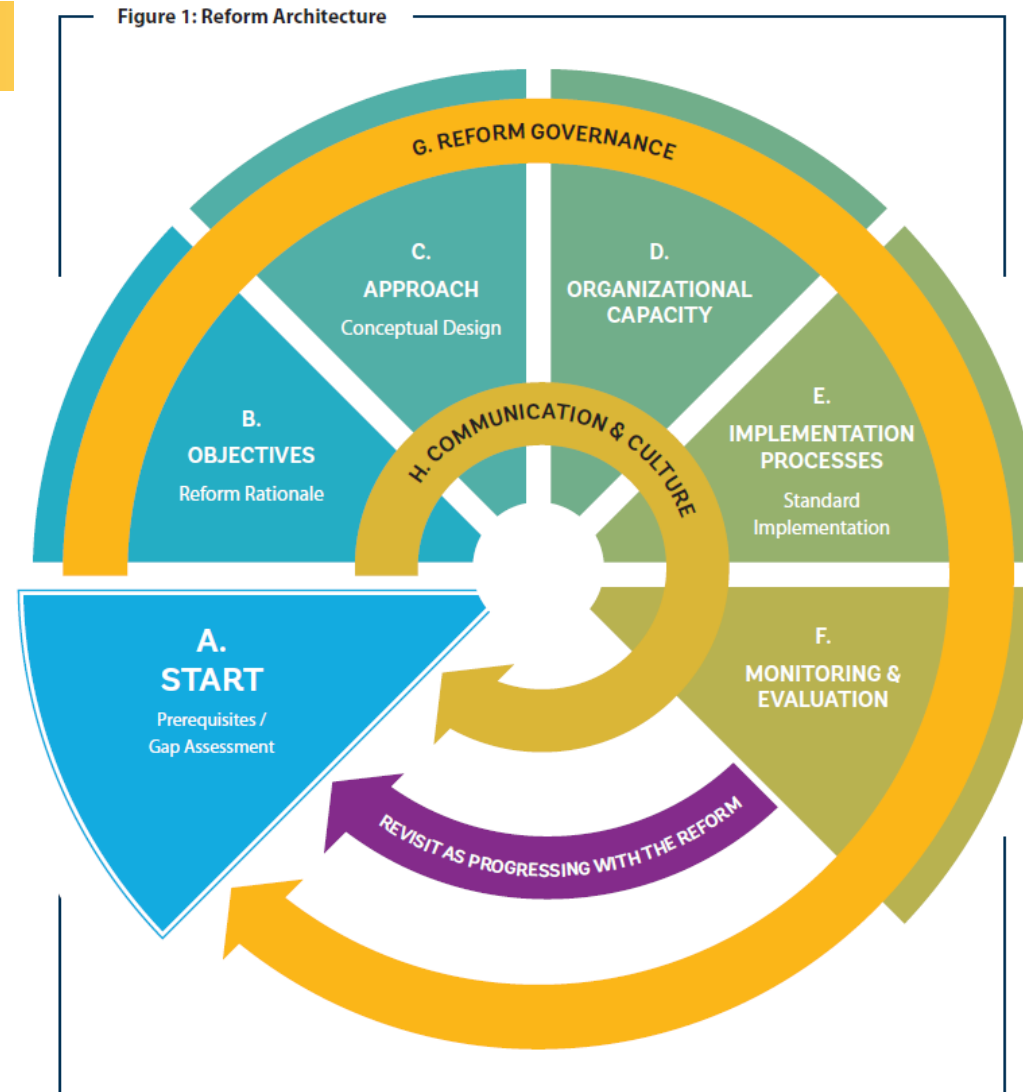 Figure 1: Reform Architecture
G. REFORM GOVERNANCE
C.
APPROACH
Conceptual Design
D.
ORGANIZATIONAL
CAPACITY
B.
OBJECTIVES
Reform Rationale
H. COMMUNICATION & CULTURE
E.
IMPLEMENTATION
PROCESSES
Standard
Implementation
A.
START
Prerequisites /
Gap Assessment
F.
MONITORING &
EVALUATION
REVISIT AS PROGRESSING WITH THE REFORM